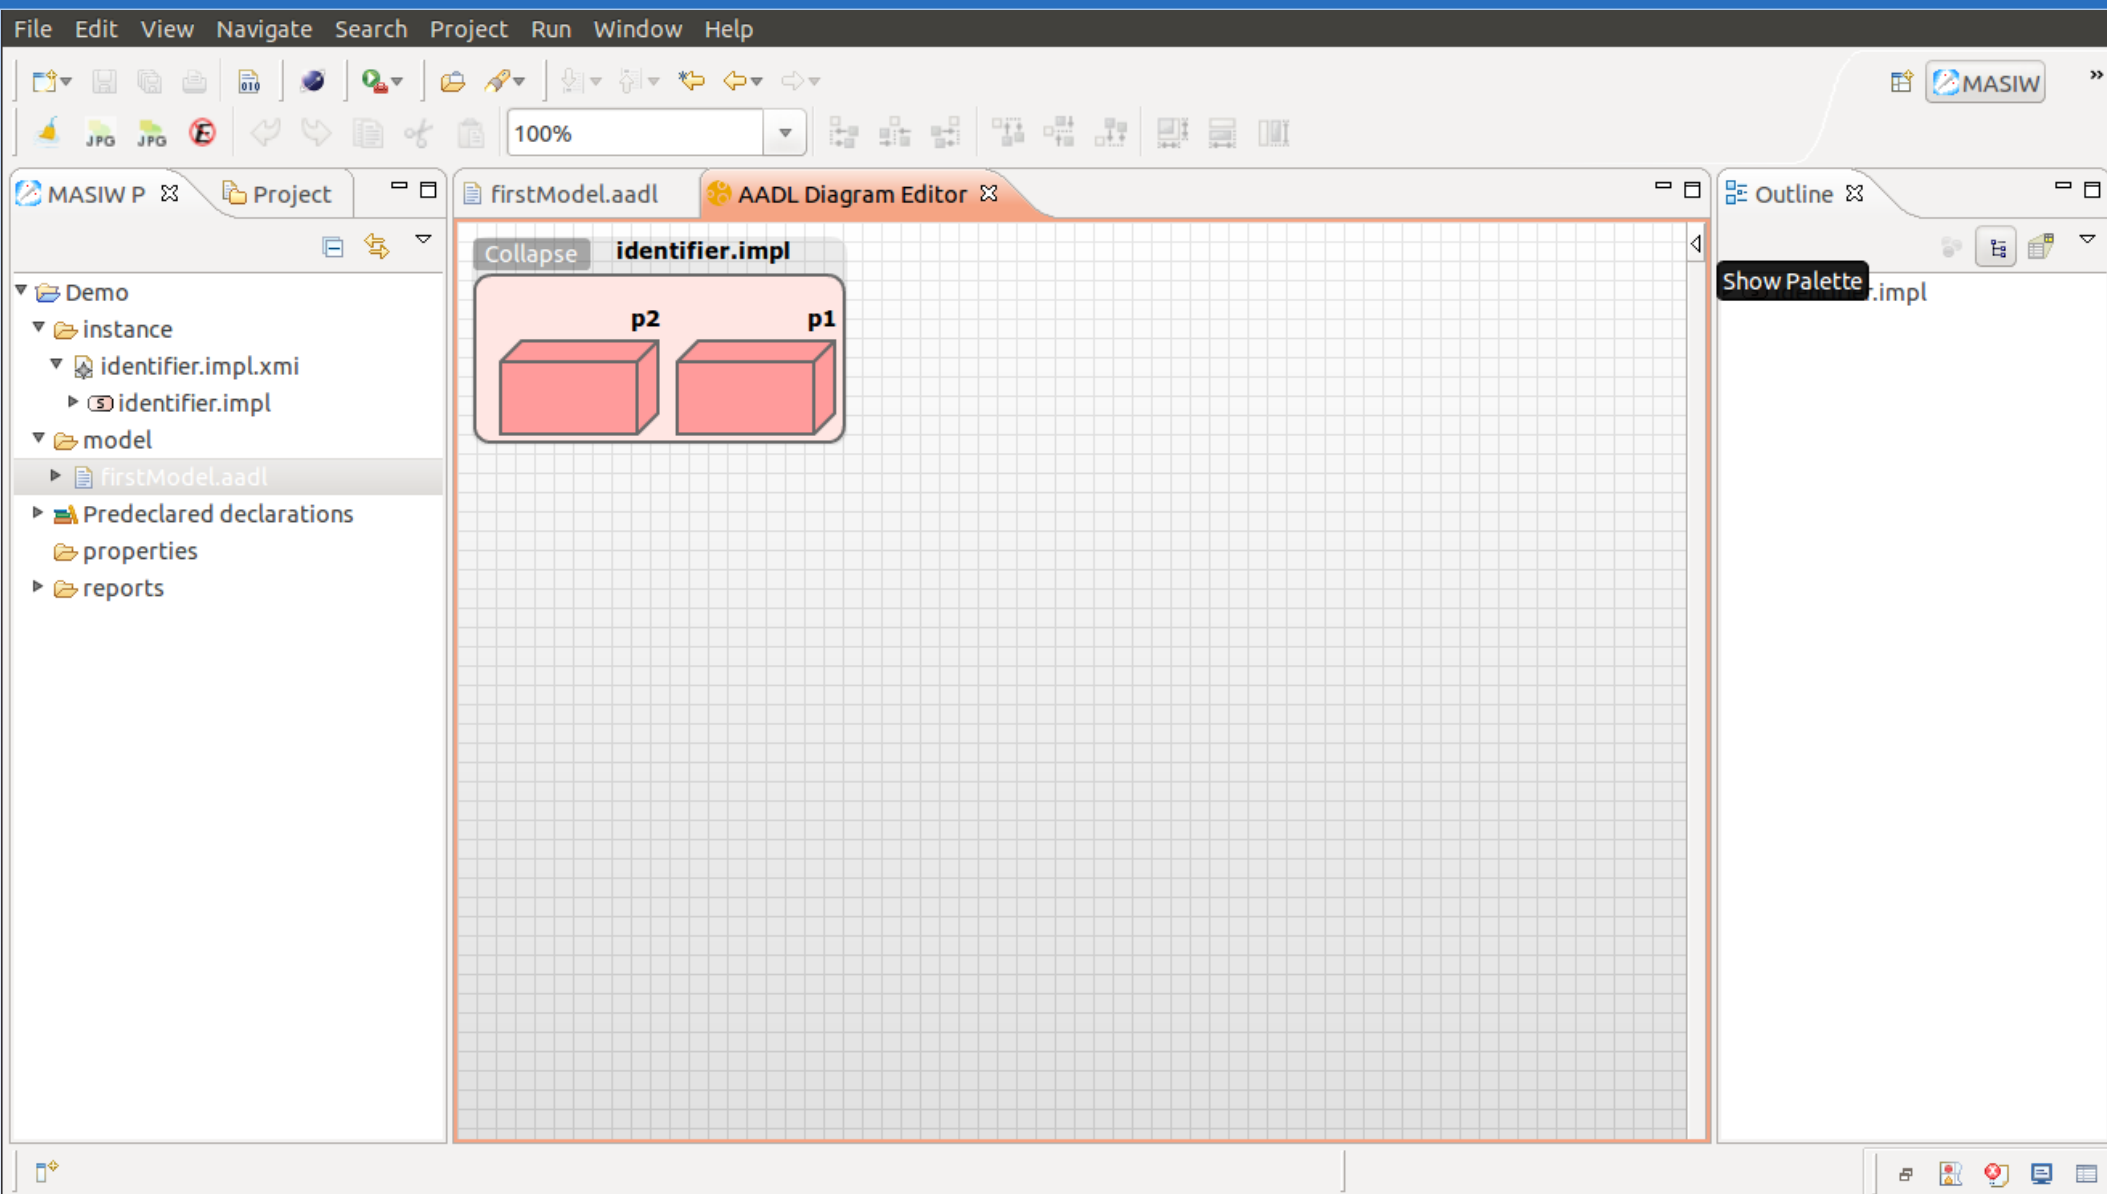 File Edit View Navigate Search Project Run Window Help
010
MASIW
»
JPG JPG E 100%
MASIW P Project
firstModel.aadl AADL Diagram Editor
Outline
Collapse identifier.impl
p2 p1
Show Palette
r.impl
Demo
instance
identifier.impl.xmi
S identifier.impl
model
firstModel.aadl
Predeclared declarations
properties
reports